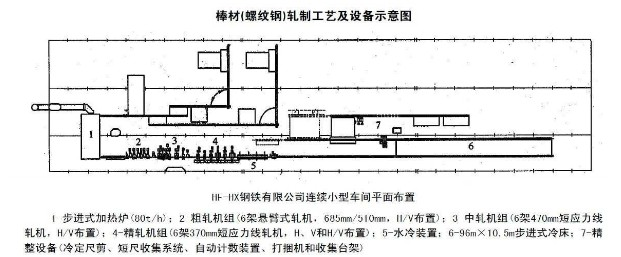 棒材(螺纹钢)轧制工艺及设备示意图
1
2
3
4
5
6
7
HF-HX钢铁有限公司连续小型车间平面布置
1 步进式加热炉(80t/h)；2 粗轧机组(6架悬臂式轧机，685mm/510mm，H/V布置)；3 中轧机组(6架470mm短应力线
轧机，H/V布置)；4-精轧机组(6架370mm短应力线轧机，H、V和H/V布置)；5-水冷装置；6-96m×10.5m步进式冷床；7-精
整设备(冷定尺剪、短尺收集系统、自动计数装置、打捆机和收集台架)